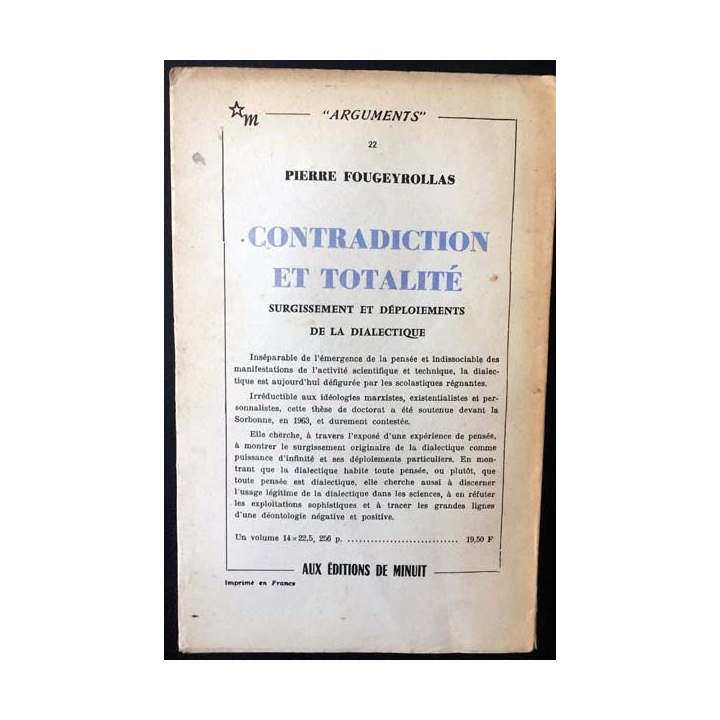 m "ARGUMENTS"
22
PIERRE FOUGEYROLLAS
CONTRADICTION
ET TOTALITÉ
SURGISSEMENT ET DÉPLOIEMENTS
DE LA DIALECTIQUE
Inséparable de l'émergence de la pensée et indissociable des
manifestations de l'activité scientifique et technique, la dialec-
tique est aujourd'hui défigurée par les scolastiques régnantes.
Irréductible aux idéologies marxistes, existentialistes et per-
sonnalistes, cette thèse de doctorat a été soutenue devant la
Sorbonne, en 1963, et durement contestée.
Elle cherche, à travers l'exposé d'une expérience de pensée,
à montrer le surgissement originaire de la dialectique comme
puissance d'infinité et ses déploiements particuliers. En mon-
trant que la dialectique habite toute pensée, ou plutôt, que
toute pensée est dialectique, elle cherche aussi à discerner
l'usage légitime de la dialectique dans les sciences, à en réfuter
les exploitations sophistiques et à tracer les grandes lignes
d'une déontologie négative et positive.
Un volume 14×22,5, 256 p. ............................ 19,50 F
AUX ÉDITIONS DE MINUIT
Imprimé en France